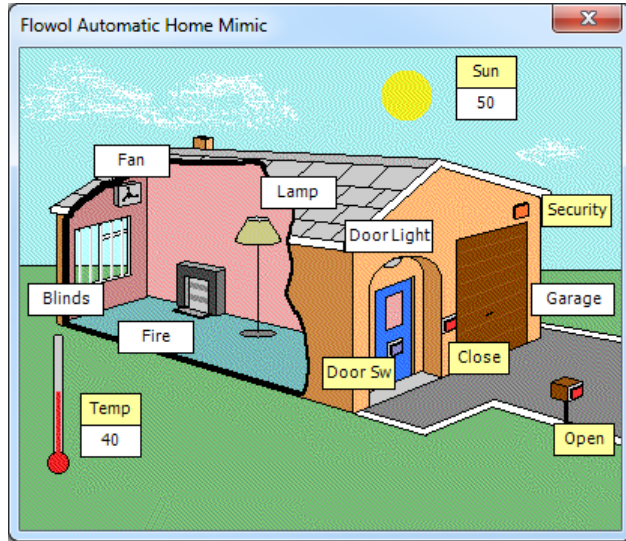 Flowol Automatic Home Mimic
Sun
50
Fan
Lamp
Security
Door Light
Blinds
Garage
Fire
Close
Door Sw
Temp
40
Open